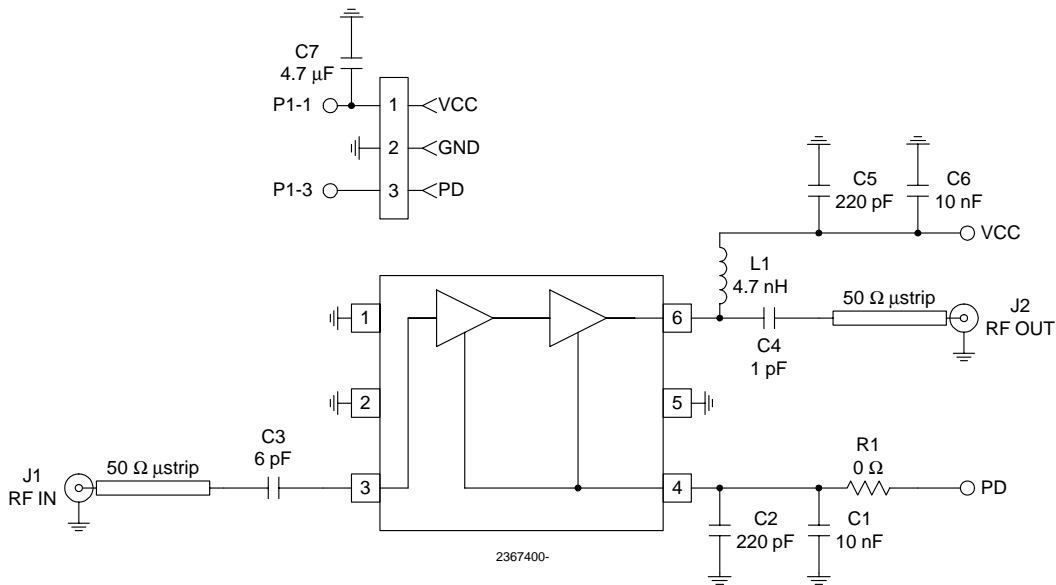 C7
4.7 μF
P1-1
1
VCC
2
GND
P1-3
3
PD
C5
220 pF
C6
10 nF
VCC
L1
4.7 nH
50 Ω μstrip
J2
RF OUT
C4
1 pF
1
6
2
5
C3
6 pF
50 Ω μstrip
J1
RF IN
3
4
R1
0 Ω
PD
C2
220 pF
C1
10 nF
2367400-